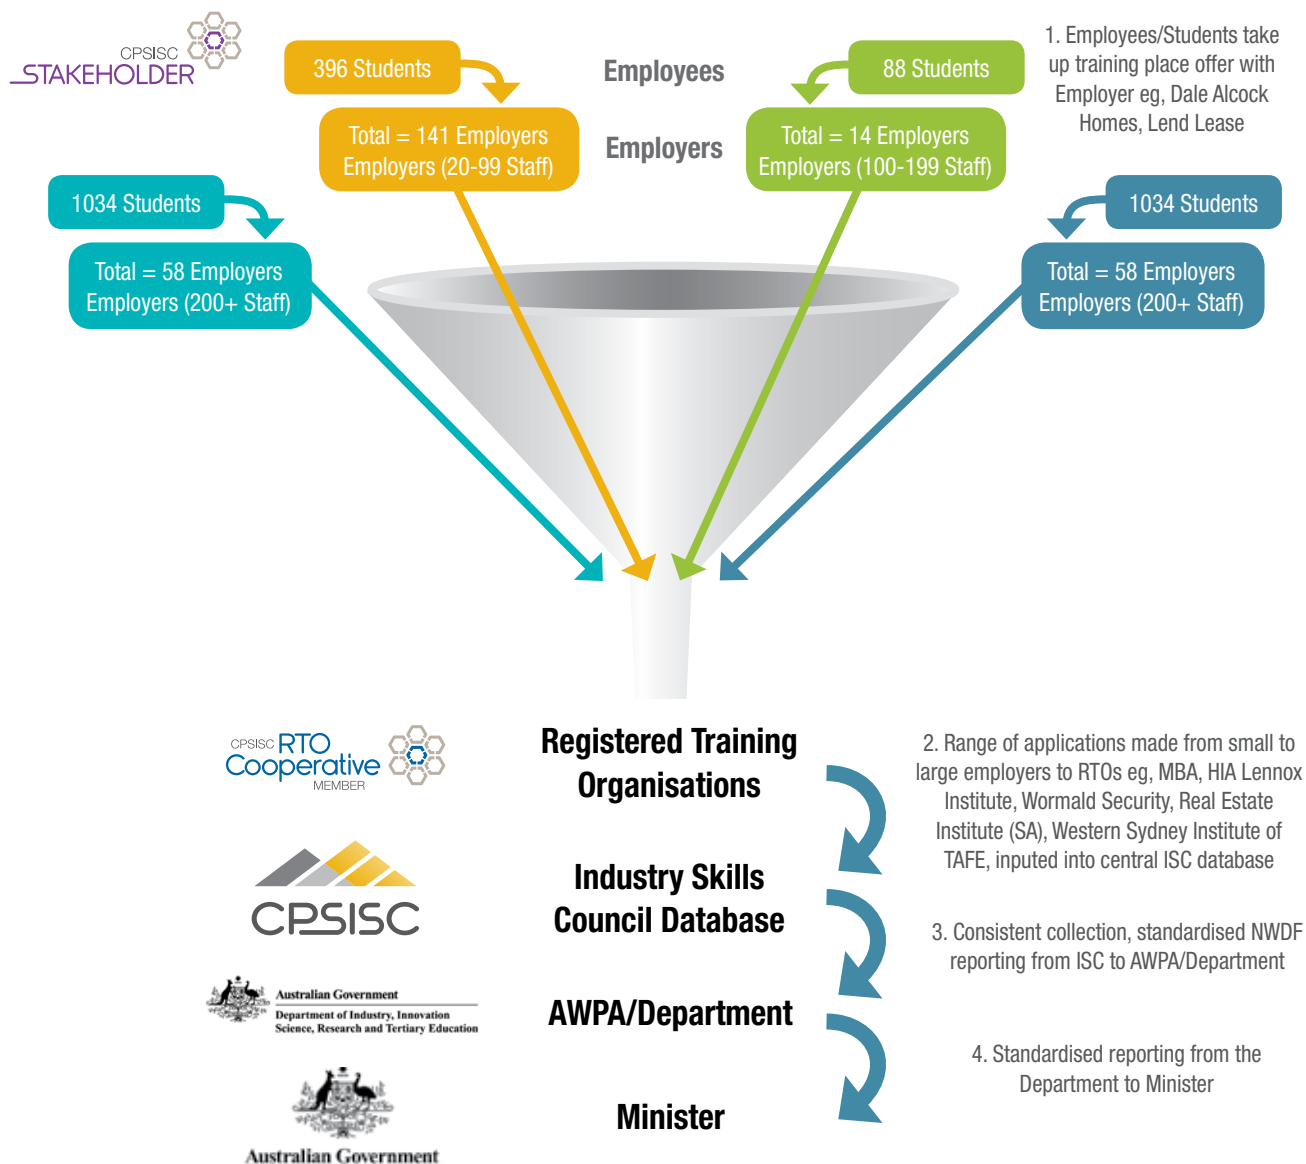 CPSISC
STAKEHOLDER
396 Students
Total = 141 Employers
Employers (20-99 Staff)
Employees
Employers
88 Students
Total = 14 Employers
Employers (100-199 Staff)
1. Employees/Students take
up training place offer with
Employer eg, Dale Alcock
Homes, Lend Lease
1034 Students
Total = 58 Employers
Employers (200+ Staff)
1034 Students
Total = 58 Employers
Employers (200+ Staff)
CPSISC RTO
Cooperative
MEMBER
Registered Training
Organisations
2. Range of applications made from small to
large employers to RTOs eg, MBA, HIA Lennox
Institute, Wormald Security, Real Estate
Institute (SA), Western Sydney Institute of
TAFE, inputed into central ISC database
CPSISC
Industry Skills
Council Database
3. Consistent collection, standardised NWDF
reporting from ISC to AWPA/Department
Australian Government
Department of Industry, Innovation
Science, Research and Tertiary Education
AWPA/Department
4. Standardised reporting from the
Department to Minister
Minister
Australian Government